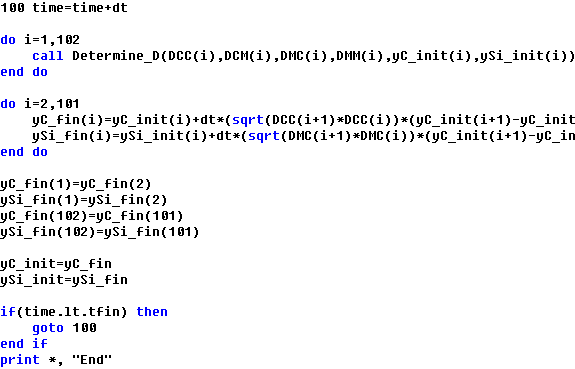 100 time=time+dt
do i=1,102
call Determine_D(DCC(i),DCM(i),DMC(i),DMM(i),yC_init(i),ySi_init(i))
end do
do i=2,101
yC_fin(i)=yC_init(i)+dt*(sqrt(DCC(i+1)*DCC(i))*(yC_init(i+1)-yC_init
ySi_fin(i)=ySi_init(i)+dt*(sqrt(DMC(i+1)*DMC(i))*(yC_init(i+1)-yC_in
end do
yC_fin(1)=yC_fin(2)
ySi_fin(1)=ySi_fin(2)
yC_fin(102)=yC_fin(101)
ySi_fin(102)=ySi_fin(101)
yC_init=yC_fin
ySi_init=ySi_fin
if(time.lt.tfin) then
goto 100
end if
print *, "End"